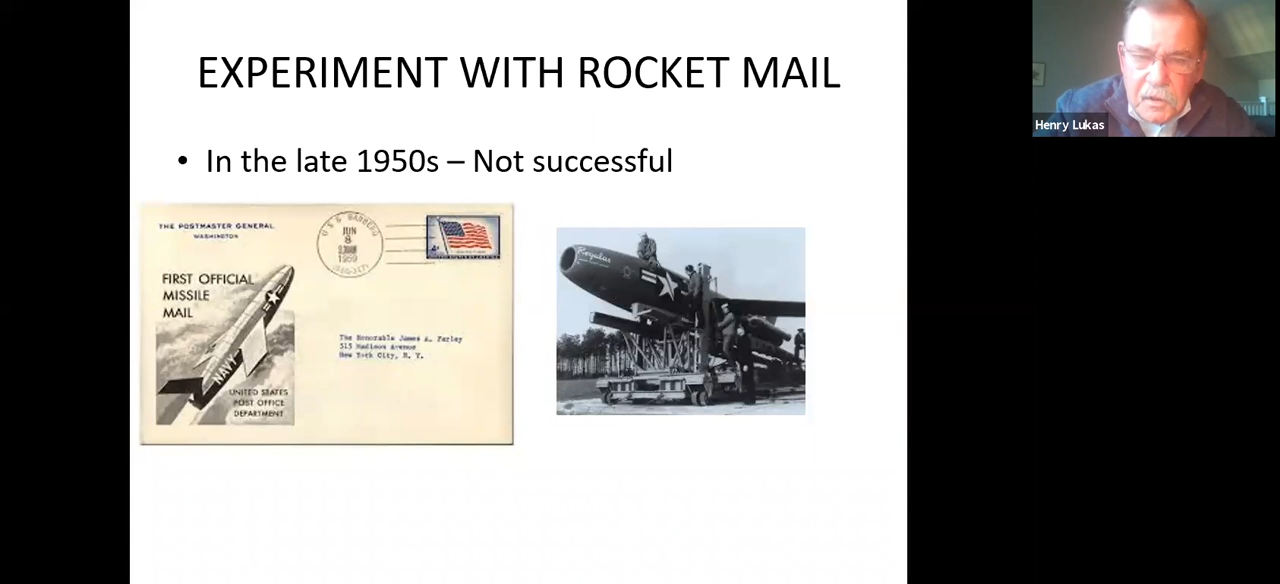 EXPERIMENT WITH ROCKET MAIL
Henry Lukas
• In the late 1950s – Not successful
THE POSTMASTER GENERAL
WASHINGTON
JUN
8
1959
4¢
FIRST OFFICIAL
MISSILE
MAIL
NAVY
UNITED STATES
POST OFFICE
DEPARTMENT
The Honorable James A. Farley
515 Madison Avenue
New York City, N. Y.
Regulus